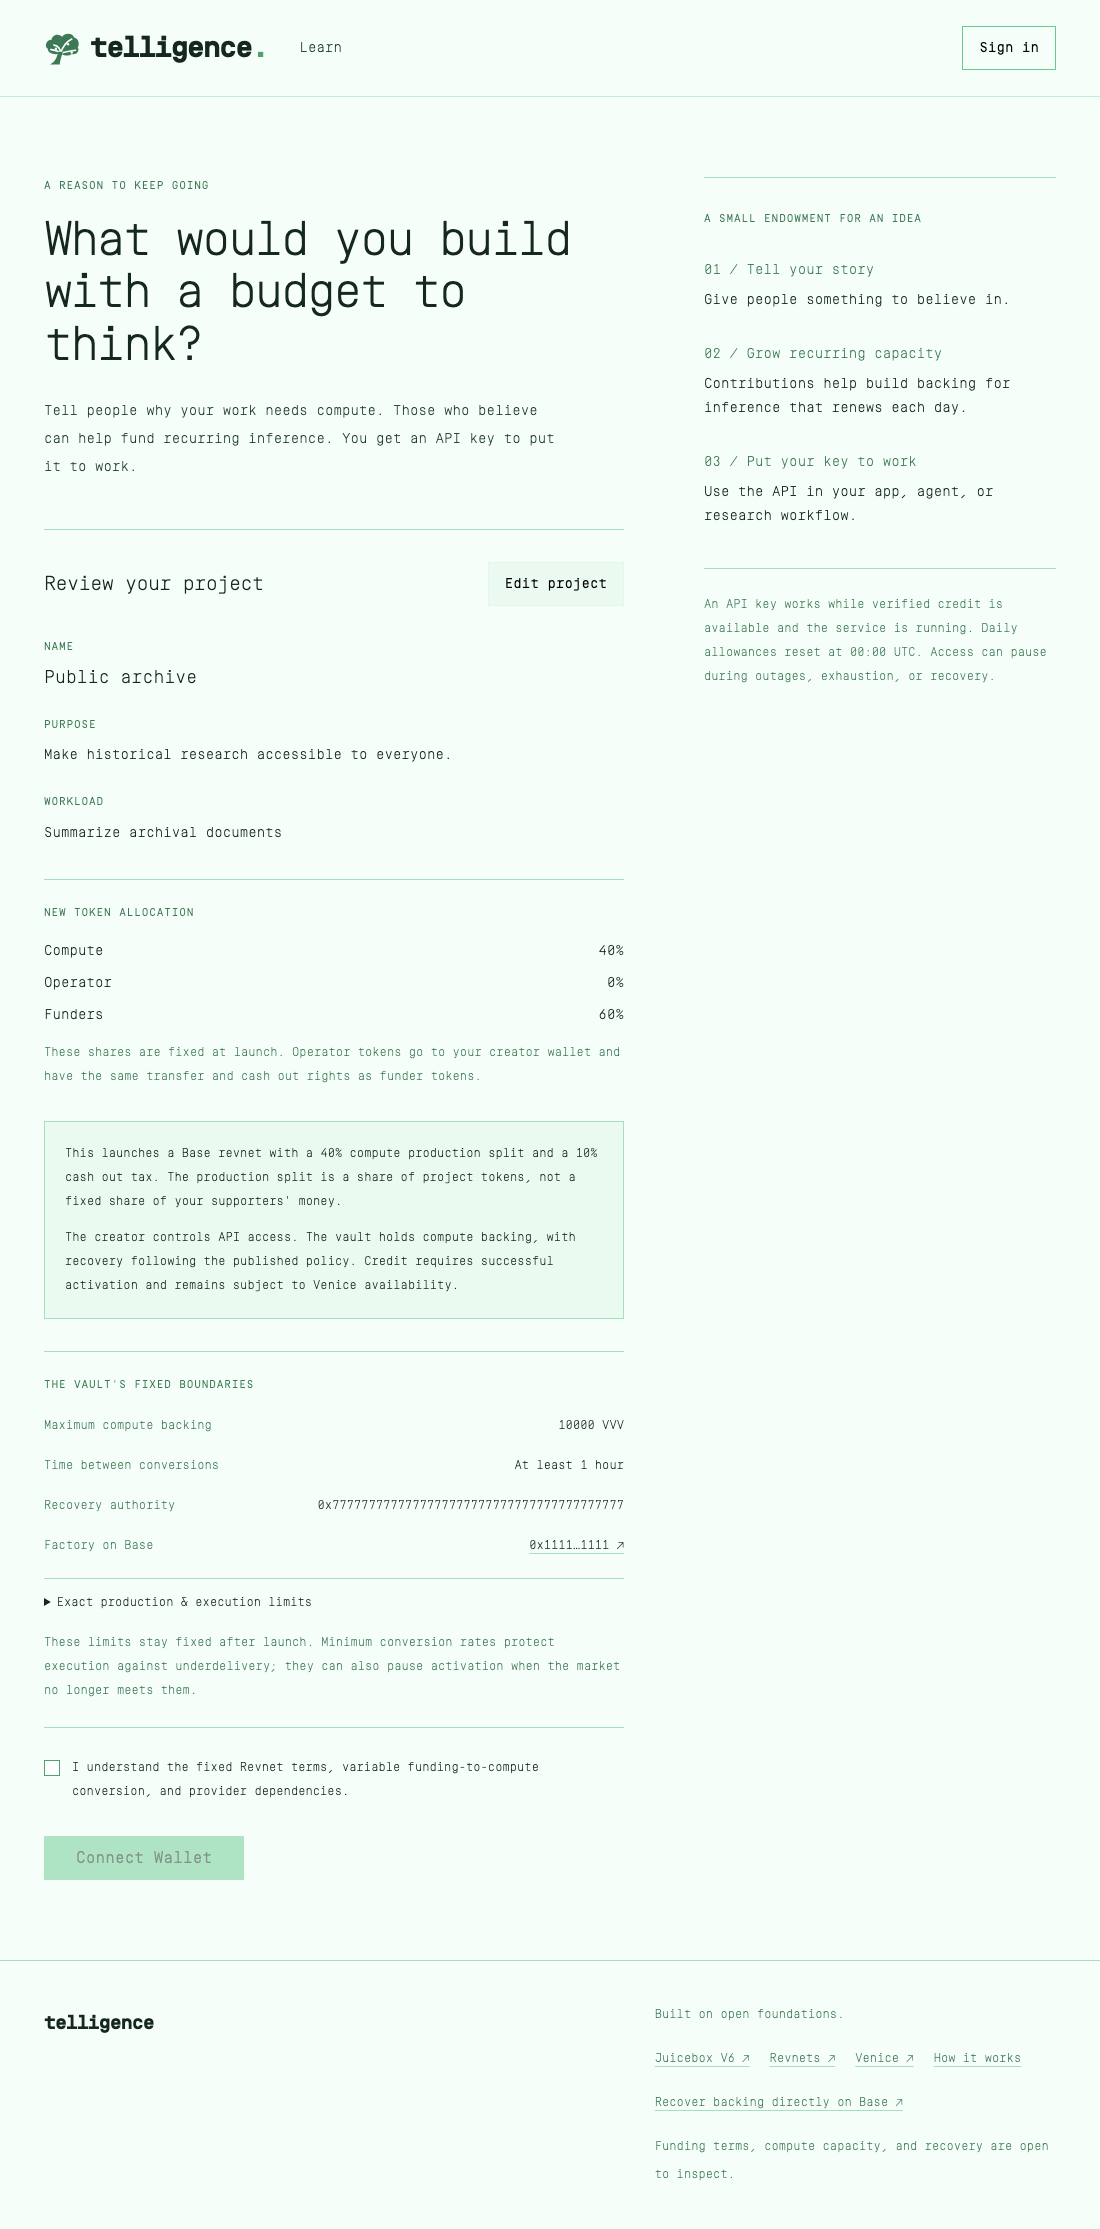 telligence.
Learn
Sign in
A REASON TO KEEP GOING
What would you build
with a budget to
think?
Tell people why your work needs compute. Those who believe
can help fund recurring inference. You get an API key to put
it to work.
Review your project
Edit project
NAME
Public archive
PURPOSE
Make historical research accessible to everyone.
WORKLOAD
Summarize archival documents
NEW TOKEN ALLOCATION
Compute 40%
Operator 0%
Funders 60%
These shares are fixed at launch. Operator tokens go to your creator wallet and
have the same transfer and cash out rights as funder tokens.
This launches a Base revnet with a 40% compute production split and a 10%
cash out tax. The production split is a share of project tokens, not a
fixed share of your supporters' money.
The creator controls API access. The vault holds compute backing, with
recovery following the published policy. Credit requires successful
activation and remains subject to Venice availability.
THE VAULT'S FIXED BOUNDARIES
Maximum compute backing 10000 VVV
Time between conversions At least 1 hour
Recovery authority 0x7777777777777777777777777777777777777777
Factory on Base 0x1111…1111 ↗
▶ Exact production & execution limits
These limits stay fixed after launch. Minimum conversion rates protect
execution against underdelivery; they can also pause activation when the market
no longer meets them.
I understand the fixed Revnet terms, variable funding-to-compute
conversion, and provider dependencies.
Connect Wallet
A SMALL ENDOWMENT FOR AN IDEA
01 / Tell your story
Give people something to believe in.
02 / Grow recurring capacity
Contributions help build backing for
inference that renews each day.
03 / Put your key to work
Use the API in your app, agent, or
research workflow.
An API key works while verified credit is
available and the service is running. Daily
allowances reset at 00:00 UTC. Access can pause
during outages, exhaustion, or recovery.
telligence
Built on open foundations.
Juicebox V6 ↗ Revnets ↗ Venice ↗ How it works
Recover backing directly on Base ↗
Funding terms, compute capacity, and recovery are open
to inspect.